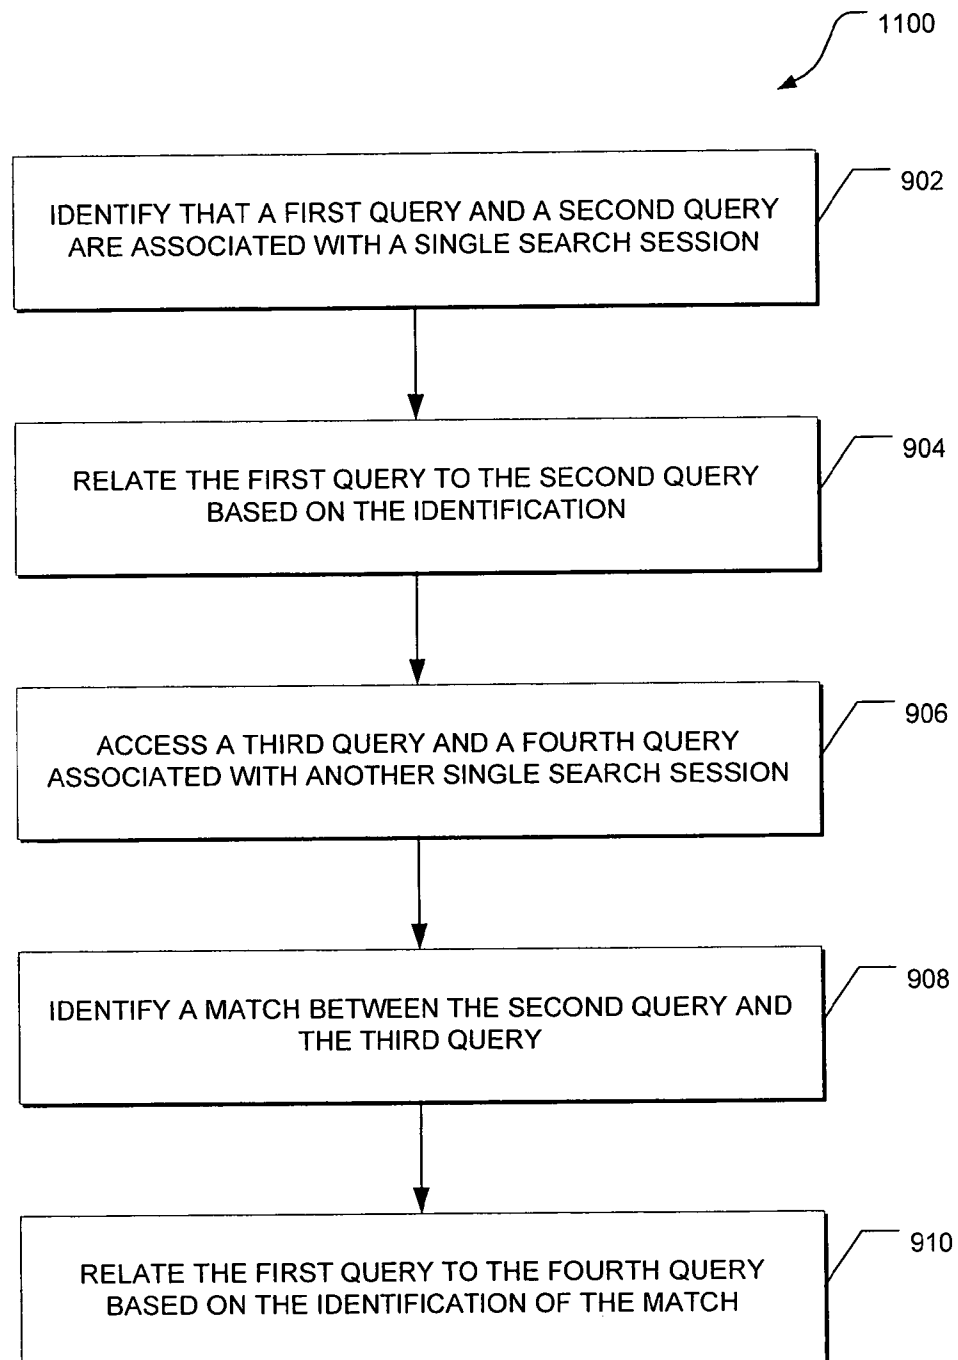 1100
IDENTIFY THAT A FIRST QUERY AND A SECOND QUERY
ARE ASSOCIATED WITH A SINGLE SEARCH SESSION
902
RELATE THE FIRST QUERY TO THE SECOND QUERY
BASED ON THE IDENTIFICATION
904
ACCESS A THIRD QUERY AND A FOURTH QUERY
ASSOCIATED WITH ANOTHER SINGLE SEARCH SESSION
906
IDENTIFY A MATCH BETWEEN THE SECOND QUERY AND
THE THIRD QUERY
908
RELATE THE FIRST QUERY TO THE FOURTH QUERY
BASED ON THE IDENTIFICATION OF THE MATCH
910